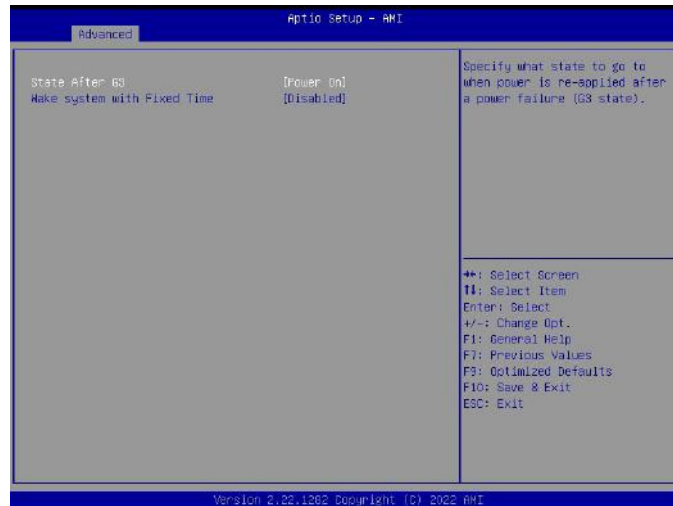 Aptio Setup - AMI
Advanced
State After G3 [Power On]
Wake system with Fixed Time [Disabled]
Specify what state to go to
when power is re-applied after
a power failure (G3 state).
→←: Select Screen
↑↓: Select Item
Enter: Select
+/-: Change Opt.
F1: General Help
F7: Previous Values
F9: Optimized Defaults
F10: Save & Exit
ESC: Exit
Version 2.22.1282 Copyright (C) 2022 AMI